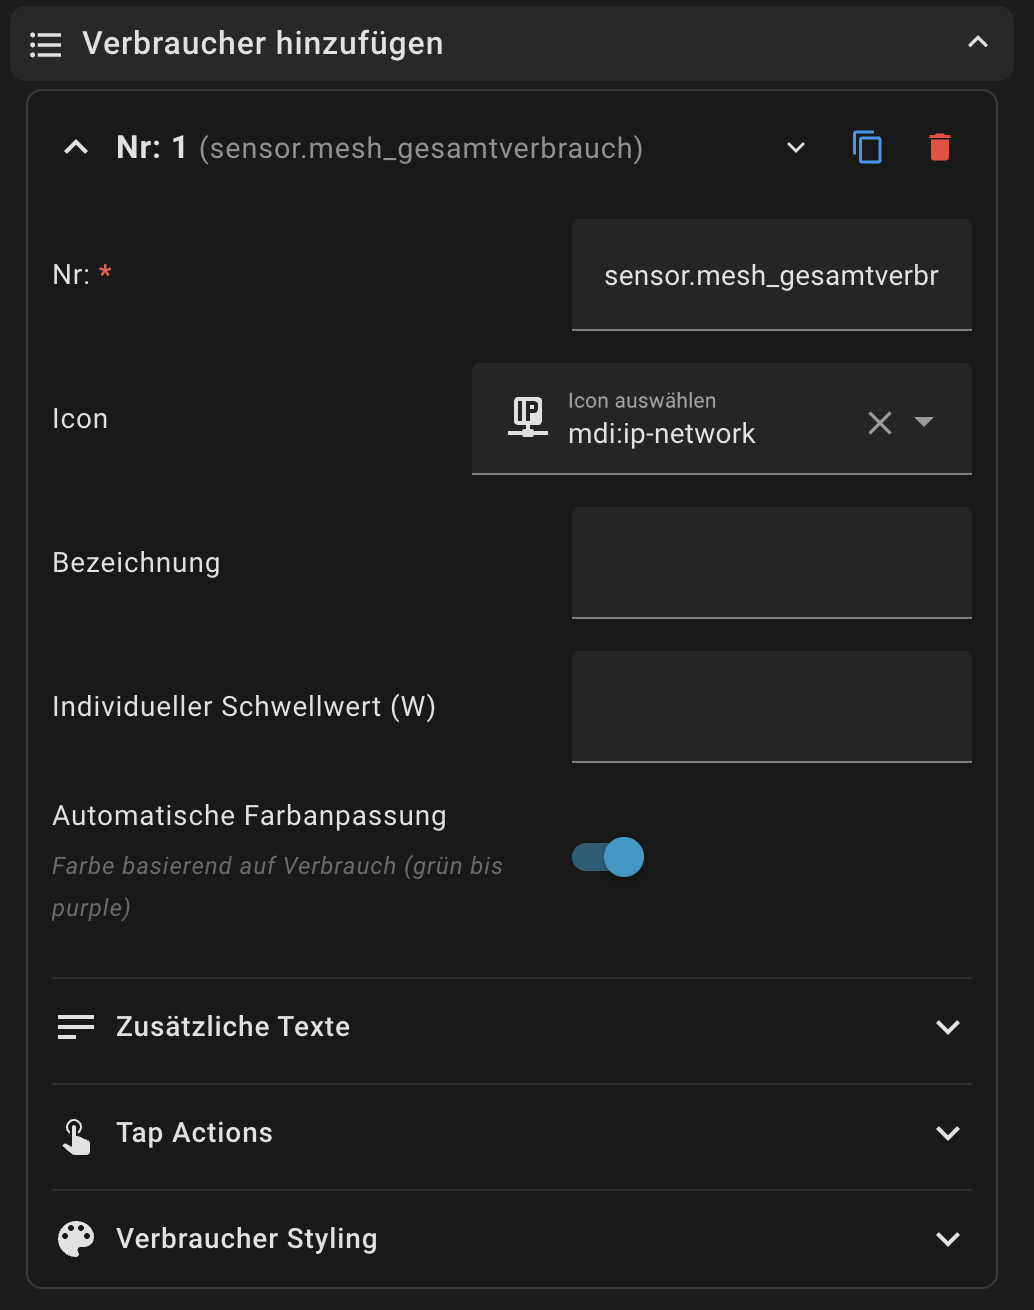 Verbraucher hinzufügen
Nr: 1 (sensor.mesh_gesamtverbrauch)
Nr: *
sensor.mesh_gesamtverbr
Icon
Icon auswählen
mdi:ip-network
Bezeichnung
Individueller Schwellwert (W)
Automatische Farbanpassung
Farbe basierend auf Verbrauch (grün bis
purple)
Zusätzliche Texte
Tap Actions
Verbraucher Styling